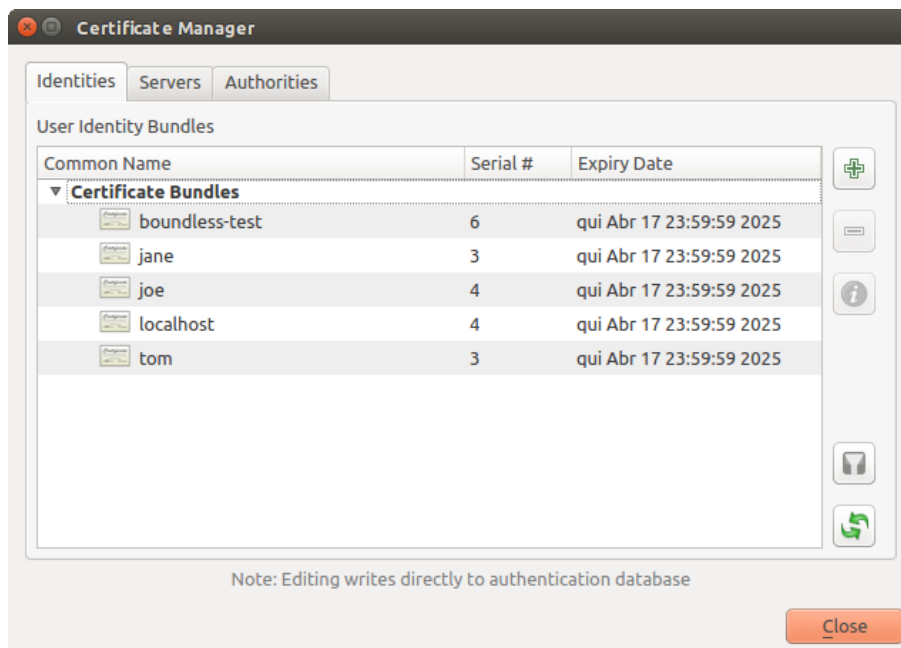 Certificate Manager
Identities Servers Authorities
User Identity Bundles
Common Name Serial # Expiry Date
Certificate Bundles
boundless-test 6 qui Abr 17 23:59:59 2025
jane 3 qui Abr 17 23:59:59 2025
joe 4 qui Abr 17 23:59:59 2025
localhost 4 qui Abr 17 23:59:59 2025
tom 3 qui Abr 17 23:59:59 2025
Note: Editing writes directly to authentication database
Close